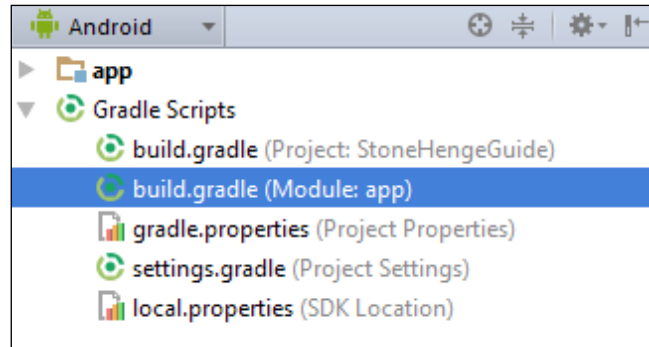 Android
app
Gradle Scripts
build.gradle (Project: StoneHengeGuide)
build.gradle (Module: app)
gradle.properties (Project Properties)
settings.gradle (Project Settings)
local.properties (SDK Location)